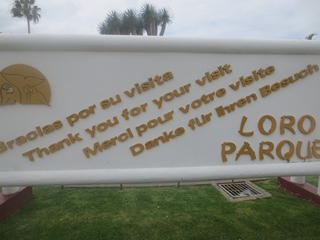 Gracias por su visita
Thank you for your visit
Merci pour votre visite
Danke für Ihren Besuch
LORO
PARQUE